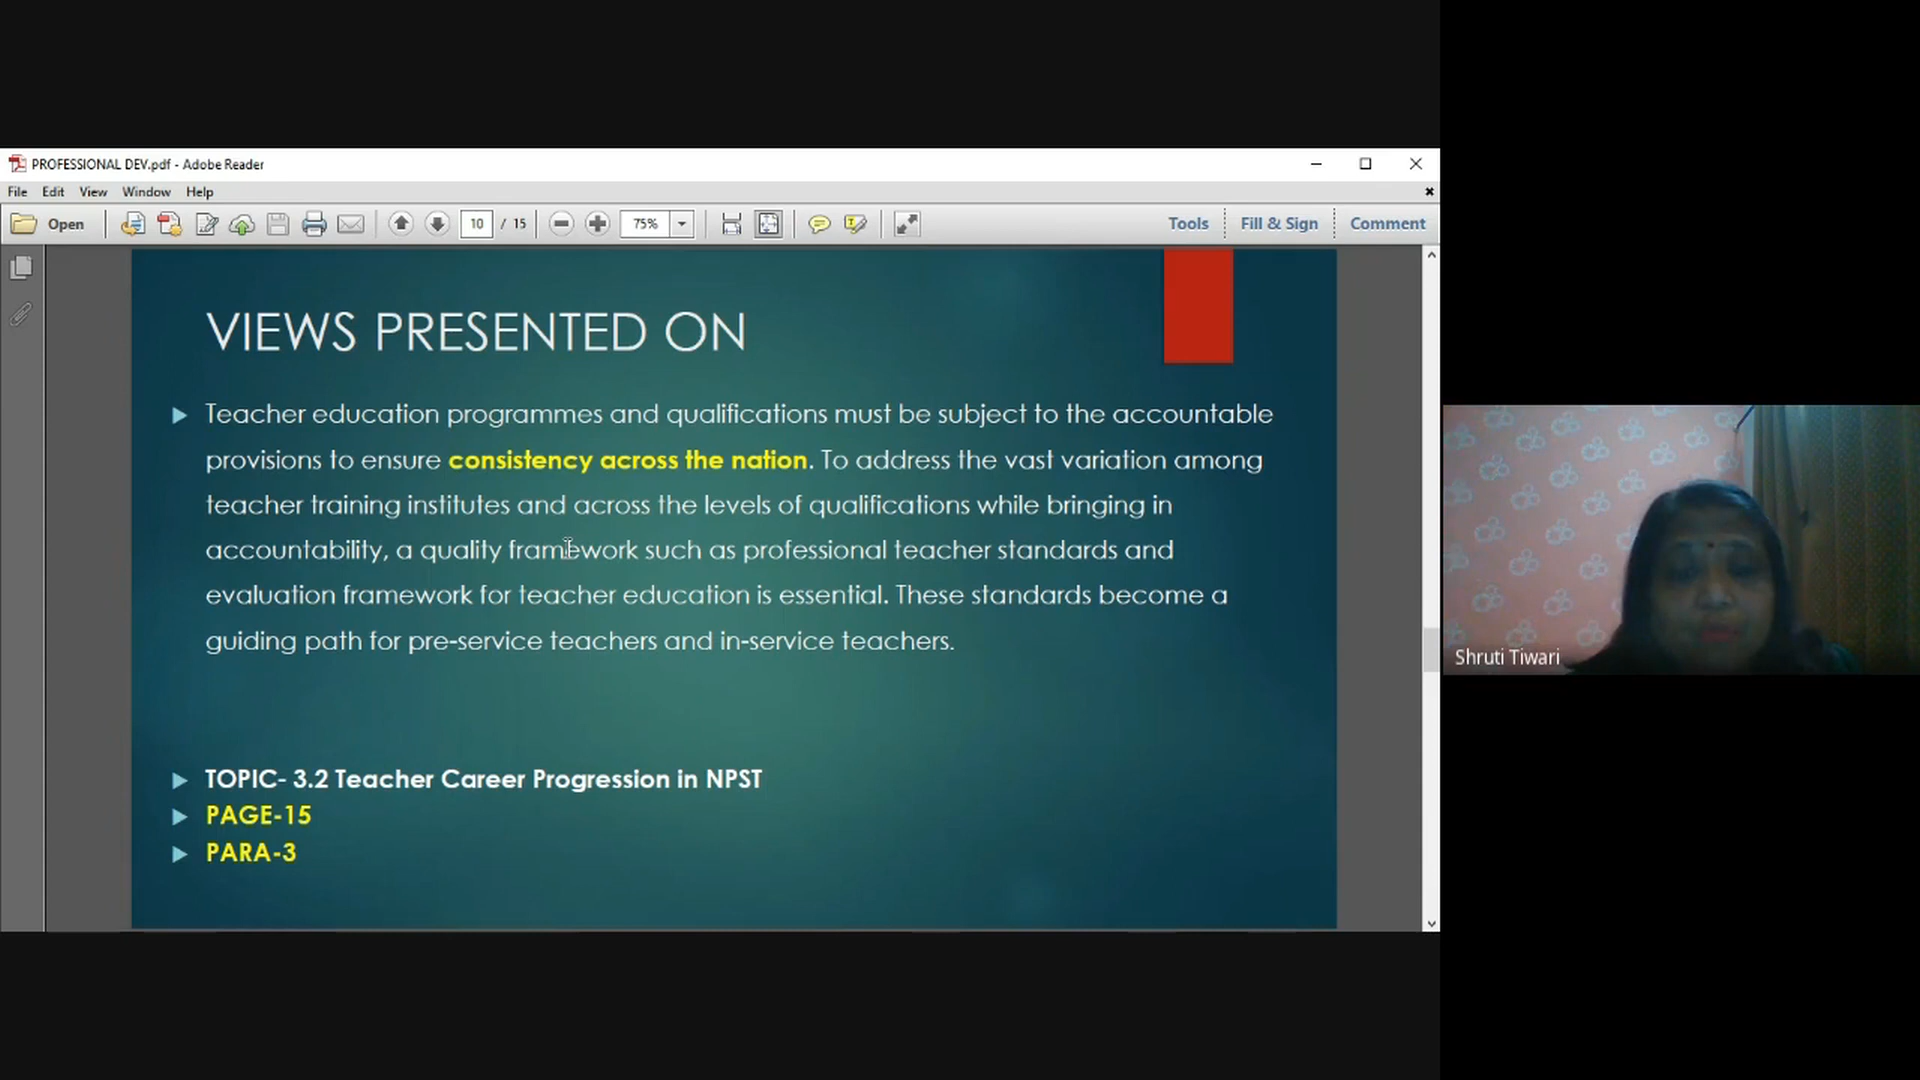 PROFESSIONAL DEV.pdf - Adobe Reader
File Edit View Window Help
Open 10 / 15 75% Tools Fill & Sign Comment
VIEWS PRESENTED ON
Teacher education programmes and qualifications must be subject to the accountable
provisions to ensure consistency across the nation. To address the vast variation among
teacher training institutes and across the levels of qualifications while bringing in
accountability, a quality framework such as professional teacher standards and
evaluation framework for teacher education is essential. These standards become a
guiding path for pre-service teachers and in-service teachers.
TOPIC- 3.2 Teacher Career Progression in NPST
PAGE-15
PARA-3
Shruti Tiwari